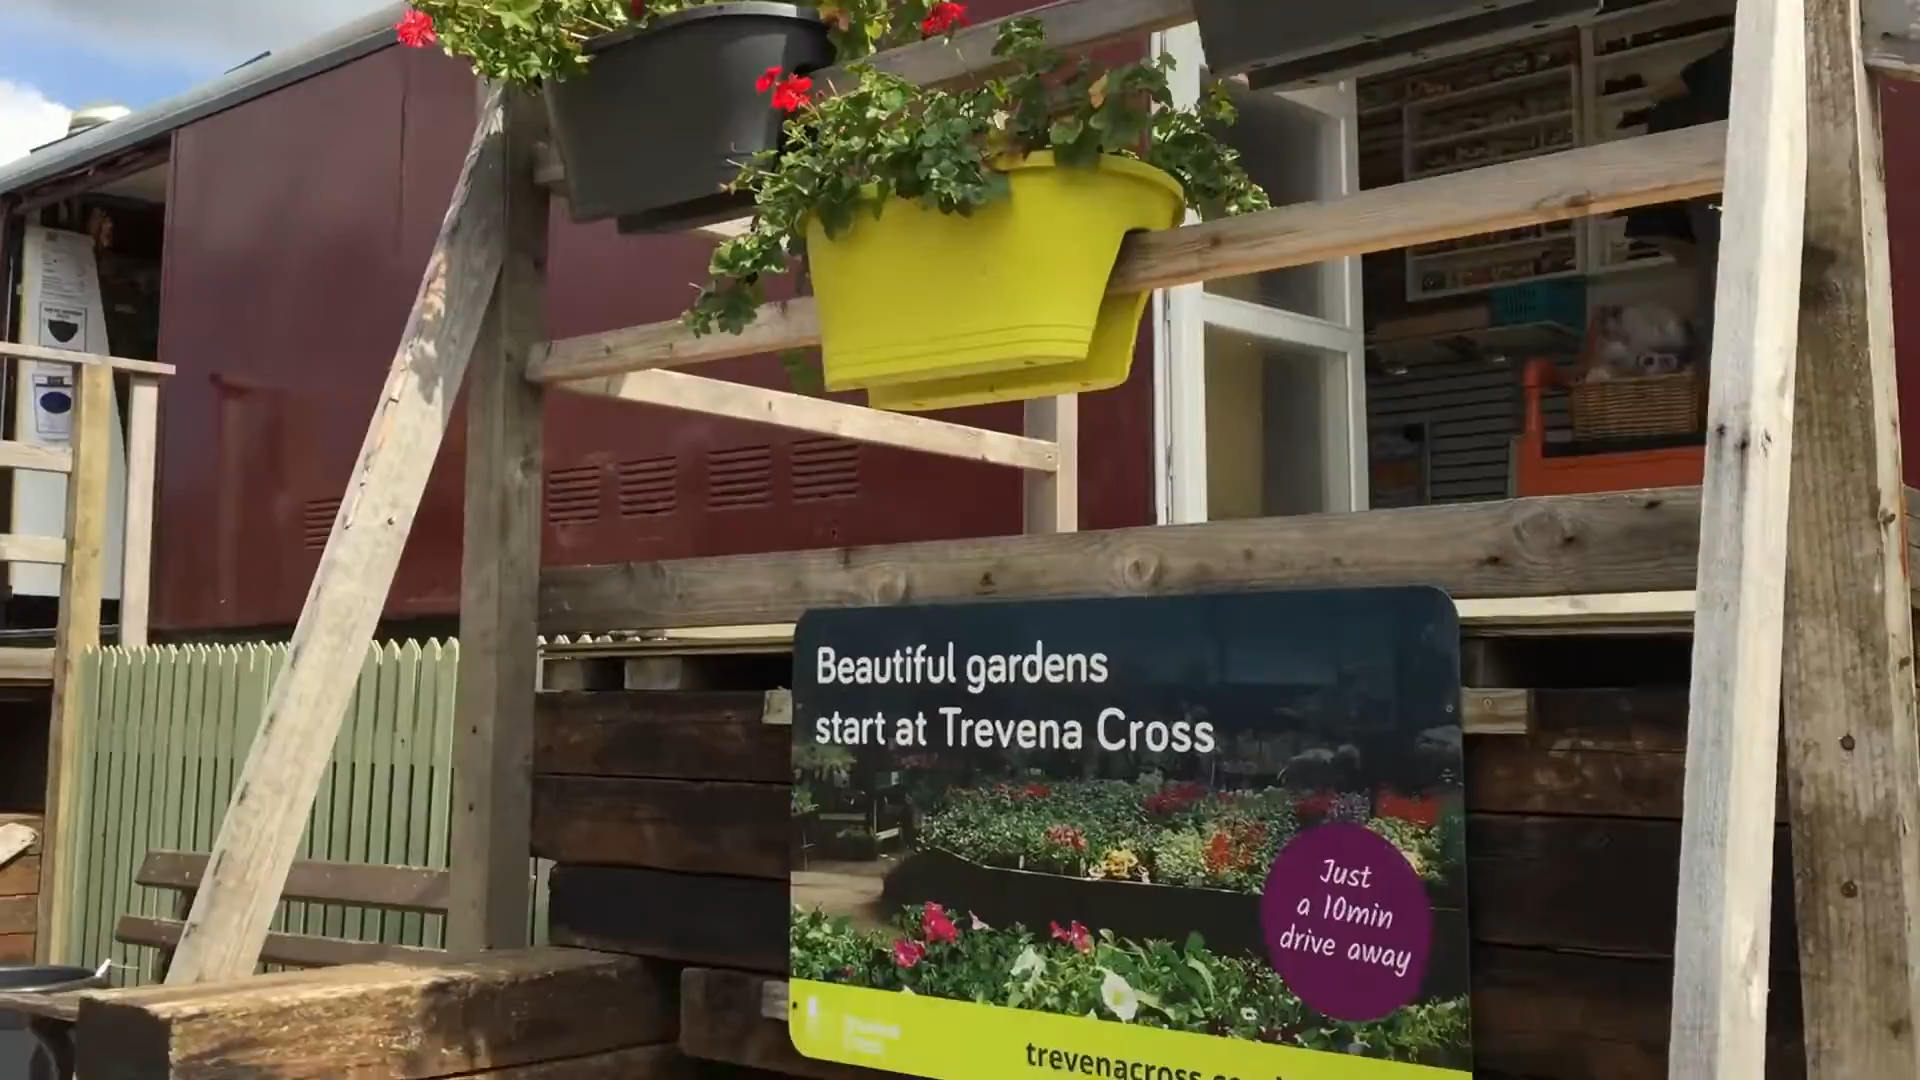 Beautiful gardens
start at Trevena Cross
Just
a 10min
drive away